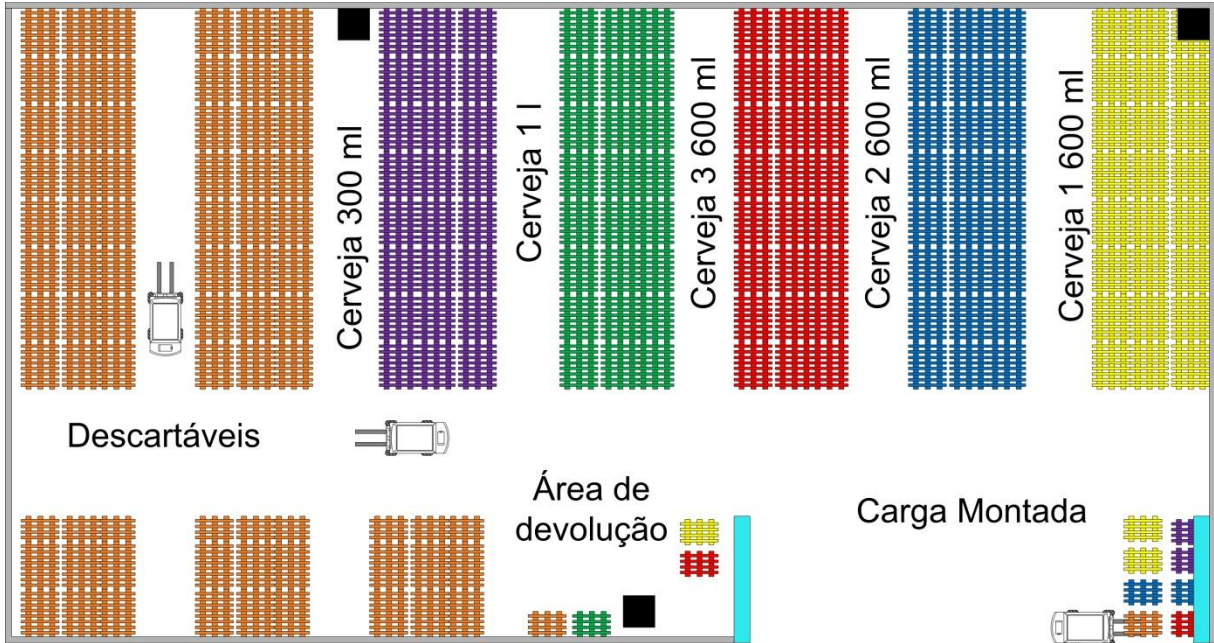 Cerveja 300 ml
Cerveja 1 l
Cerveja 3 600 ml
Cerveja 2 600 ml
Cerveja 1 600 ml
Descartáveis
Área de
devolução
Carga Montada